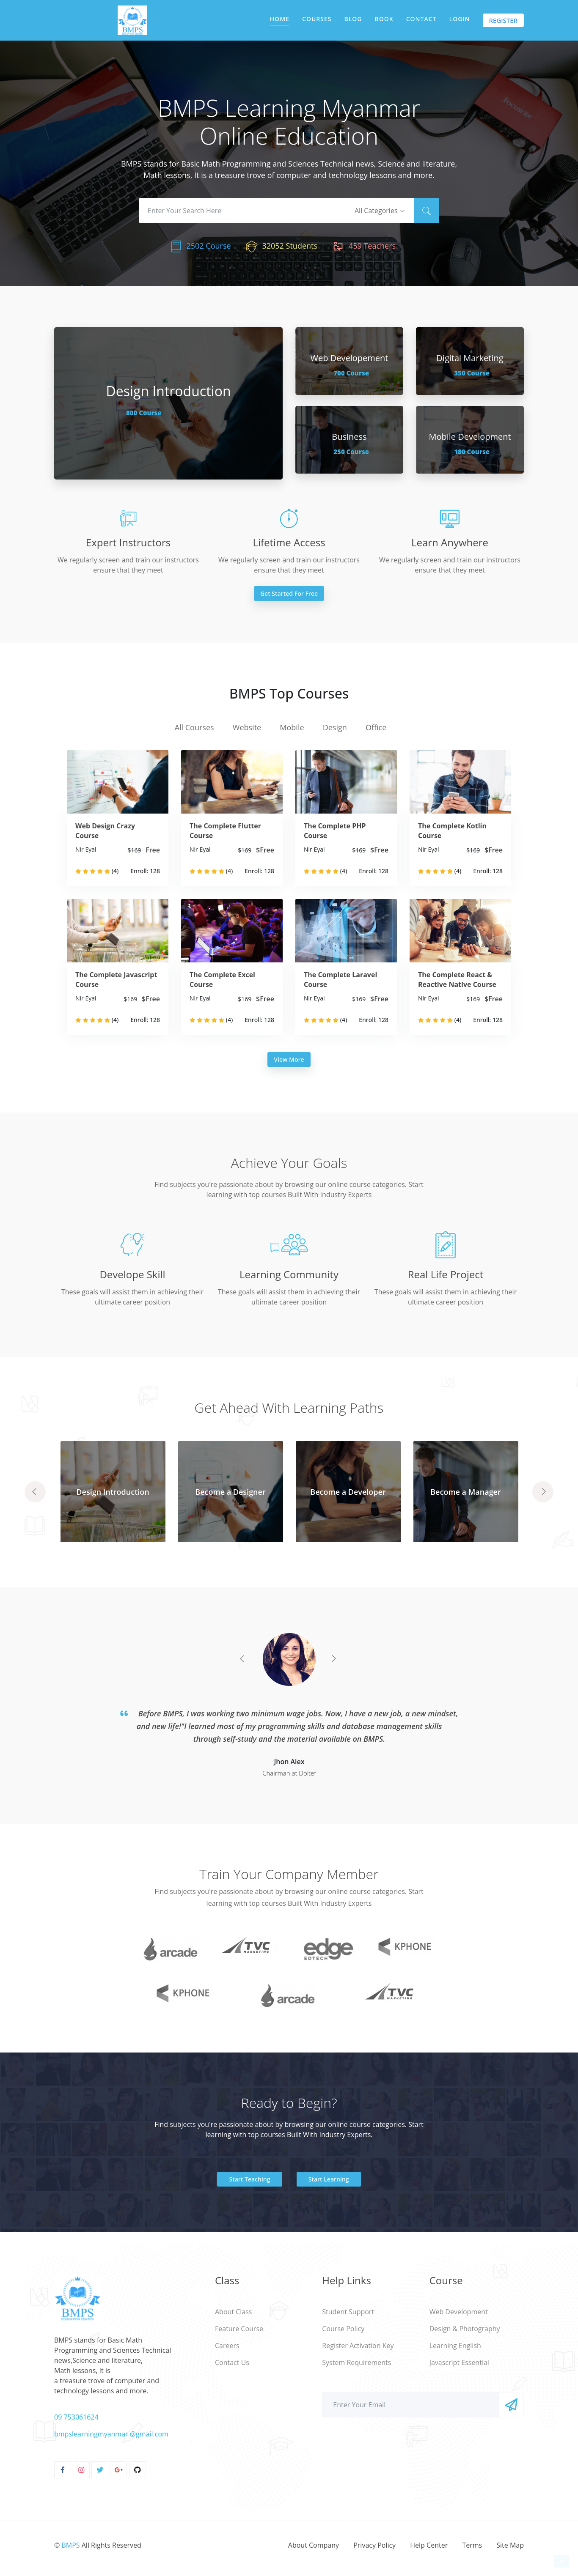 BMPS
HOME COURSES BLOG BOOK CONTACT LOGIN REGISTER
BMPS Learning Myanmar
Online Education
BMPS stands for Basic Math Programming and Sciences Technical news, Science and literature,
Math lessons, It is a treasure trove of computer and technology lessons and more.
Enter Your Search Here All Categories
2502 Course 32052 Students 459 Teachers
Design Introduction
800 Course
Web Developement
700 Course
Digital Marketing
350 Course
Business
250 Course
Mobile Development
180 Course
Expert Instructors
We regularly screen and train our instructors
ensure that they meet
Lifetime Access
We regularly screen and train our instructors
ensure that they meet
Learn Anywhere
We regularly screen and train our instructors
ensure that they meet
Get Started For Free
BMPS Top Courses
All Courses Website Mobile Design Office
Web Design Crazy
Course
Nir Eyal $169 Free
(4) Enroll: 128
The Complete Flutter
Course
Nir Eyal $169 $Free
(4) Enroll: 128
The Complete PHP
Course
Nir Eyal $169 $Free
(4) Enroll: 128
The Complete Kotlin
Course
Nir Eyal $169 $Free
(4) Enroll: 128
The Complete Javascript
Course
Nir Eyal $169 $Free
(4) Enroll: 128
The Complete Excel
Course
Nir Eyal $169 $Free
(4) Enroll: 128
The Complete Laravel
Course
Nir Eyal $169 $Free
(4) Enroll: 128
The Complete React &
Reactive Native Course
Nir Eyal $169 $Free
(4) Enroll: 128
View More
Achieve Your Goals
Find subjects you're passionate about by browsing our online course categories. Start
learning with top courses Built With Industry Experts
Develope Skill
These goals will assist them in achieving their
ultimate career position
Learning Community
These goals will assist them in achieving their
ultimate career position
Real Life Project
These goals will assist them in achieving their
ultimate career position
Get Ahead With Learning Paths
Design Introduction
Become a Designer
Become a Developer
Become a Manager
“ Before BMPS, I was working two minimum wage jobs. Now, I have a new job, a new mindset,
and new life!"I learned most of my programming skills and database management skills
through self-study and the material available on BMPS.
Jhon Alex
Chairman at Doltef
Train Your Company Member
Find subjects you're passionate about by browsing our online course categories. Start
learning with top courses Built With Industry Experts
arcade TVC MARKETING edge EDTECH KPHONE
KPHONE arcade TVC MARKETING
Ready to Begin?
Find subjects you're passionate about by browsing our online course categories. Start
learning with top courses Built With Industry Experts.
Start Teaching Start Learning
BMPS
BMPS stands for Basic Math
Programming and Sciences Technical
news,Science and literature,
Math lessons, It is
a treasure trove of computer and
technology lessons and more.
09 753061624
bmpslearningmyanmar @gmail.com
Class
About Class
Feature Course
Careers
Contact Us
Help Links
Student Support
Course Policy
Register Activation Key
System Requirements
Course
Web Development
Design & Photography
Learning English
Javascript Essential
Enter Your Email
© BMPS All Rights Reserved
About Company Privacy Policy Help Center Terms Site Map